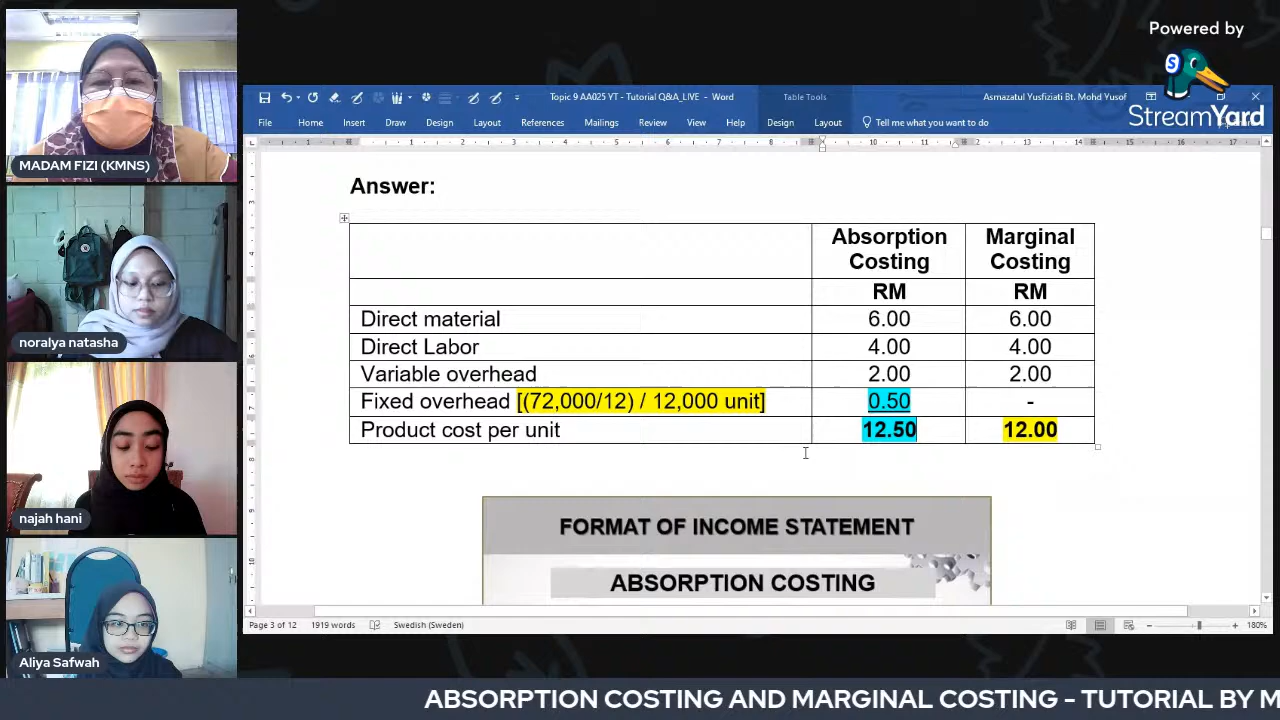 Powered by
StreamYard
MADAM FIZI (KMNS)
noralya natasha
najah hani
Aliya Safwah
Topic 9 AA025 YT - Tutorial Q&A_LIVE - Word
Table Tools
Asmazatul Yusfiziati Bt. Mohd Yusof
File Home Insert Draw Design Layout References Mailings Review View Help Design Layout Tell me what you want to do
Answer:
Absorption Costing Marginal Costing
RM RM
Direct material 6.00 6.00
Direct Labor 4.00 4.00
Variable overhead 2.00 2.00
Fixed overhead [(72,000/12) / 12,000 unit] 0.50 -
Product cost per unit 12.50 12.00
FORMAT OF INCOME STATEMENT
ABSORPTION COSTING
Page 3 of 12 1919 words Swedish (Sweden) 180%
ABSORPTION COSTING AND MARGINAL COSTING - TUTORIAL BY M